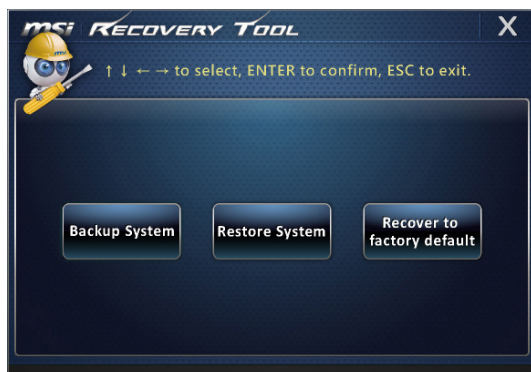 msi RECOVERY TOOL X
↑ ↓ ← → to select, ENTER to confirm, ESC to exit.
Backup System
Restore System
Recover to
factory default